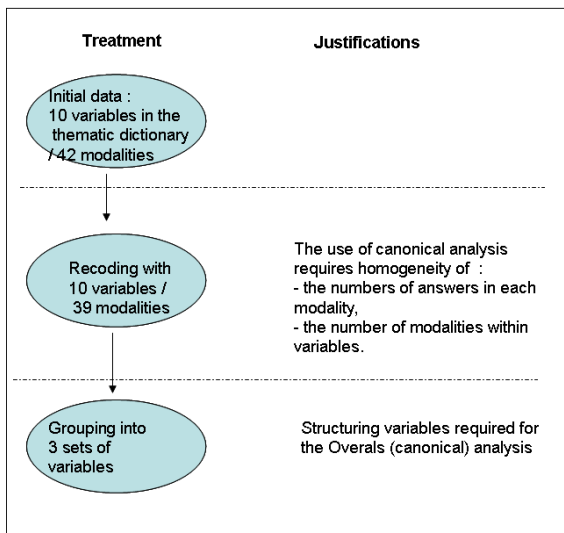 Treatment
Justifications
Initial data :
10 variables in the
thematic dictionary
/ 42 modalities
Recoding with
10 variables /
39 modalities
The use of canonical analysis
requires homogeneity of :
- the numbers of answers in each
modality,
- the number of modalities within
variables.
Grouping into
3 sets of
variables
Structuring variables required for
the Overals (canonical) analysis